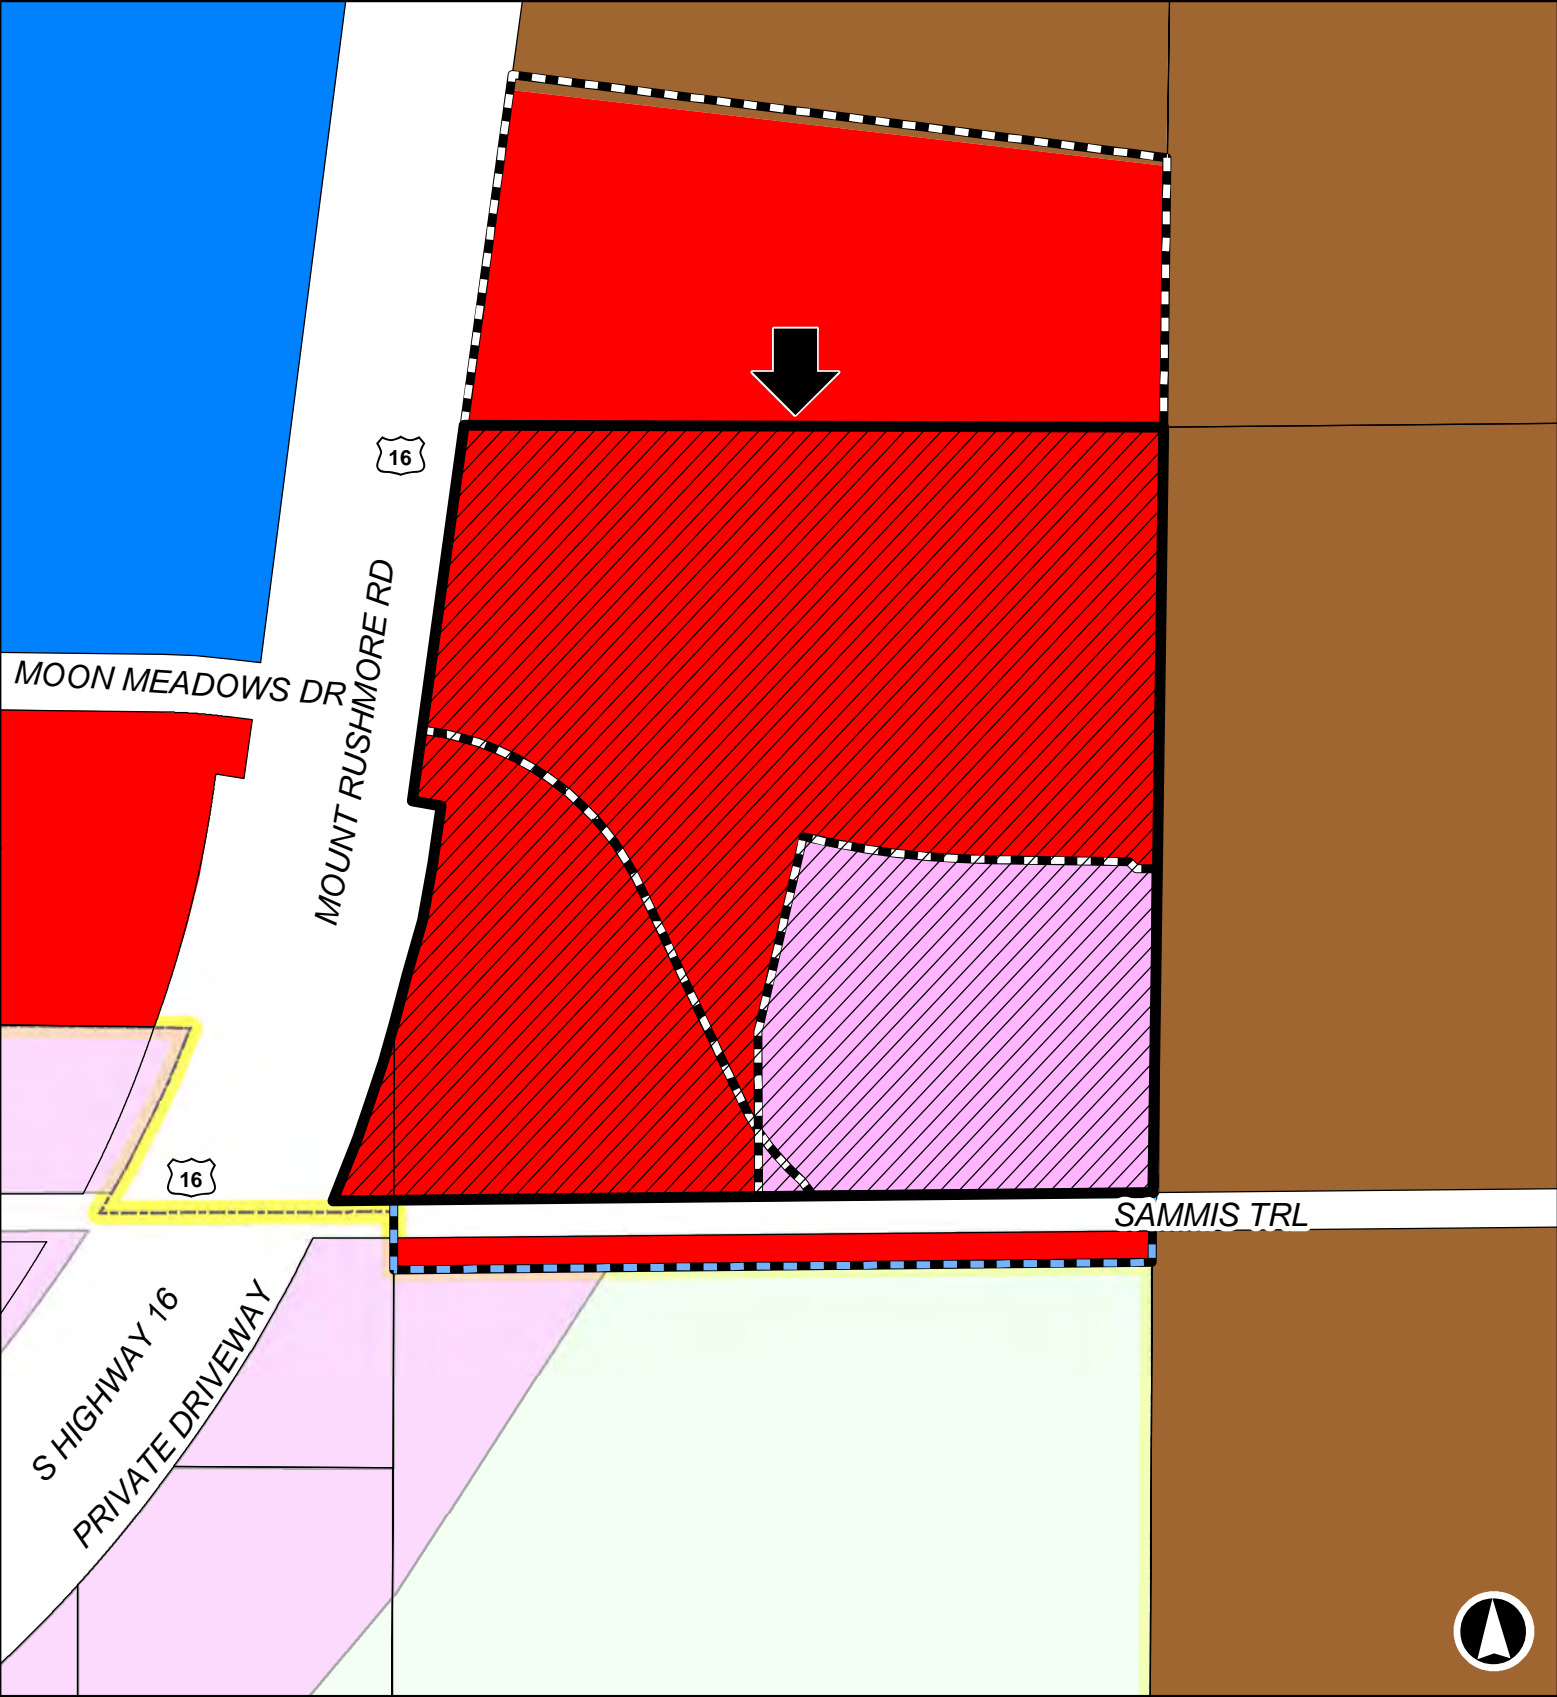 16
MOUNT RUSHMORE RD
MOON MEADOWS DR
16
SAMMIS TRL
S HIGHWAY 16
PRIVATE DRIVEWAY